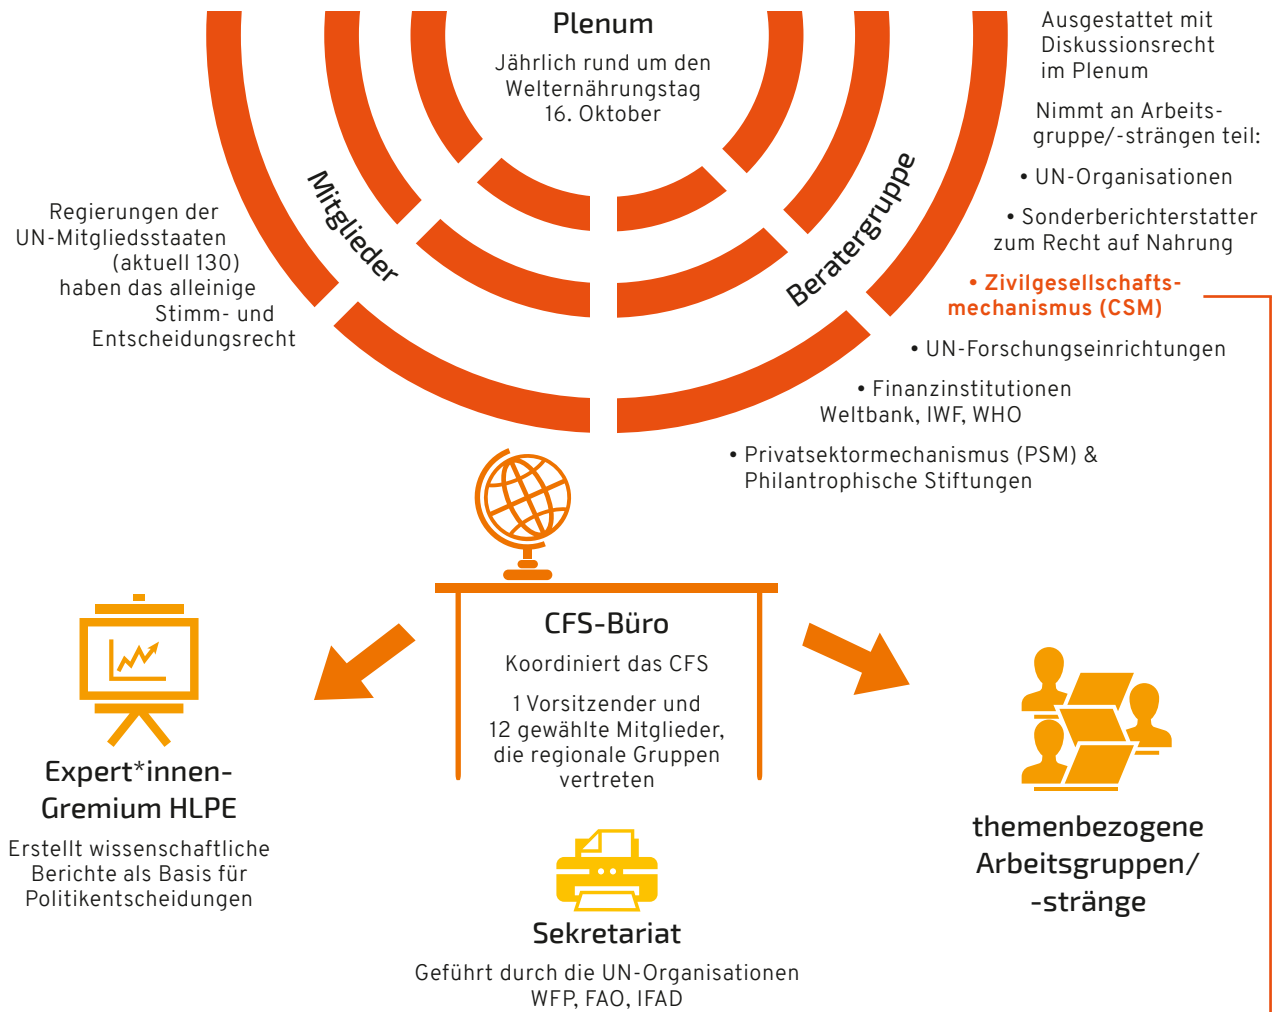 Plenum
Jährlich rund um den
Welternährungstag
16. Oktober
Mitglieder
Regierungen der
UN-Mitgliedsstaaten
(aktuell 130)
haben das alleinige
Stimm- und
Entscheidungsrecht
Beratergruppe
Ausgestattet mit
Diskussionsrecht
im Plenum
Nimmt an Arbeits-
gruppe/-strängen teil:
• UN-Organisationen
• Sonderberichterstatter
zum Recht auf Nahrung
• Zivilgesellschafts-
mechanismus (CSM)
• UN-Forschungseinrichtungen
• Finanzinstitutionen
Weltbank, IWF, WHO
• Privatsektormechanismus (PSM) &
Philantrophische Stiftungen
CFS-Büro
Koordiniert das CFS
1 Vorsitzender und
12 gewählte Mitglieder,
die regionale Gruppen
vertreten
Expert*innen-
Gremium HLPE
Erstellt wissenschaftliche
Berichte als Basis für
Politikentscheidungen
Sekretariat
Geführt durch die UN-Organisationen
WFP, FAO, IFAD
themenbezogene
Arbeitsgruppen/
-stränge